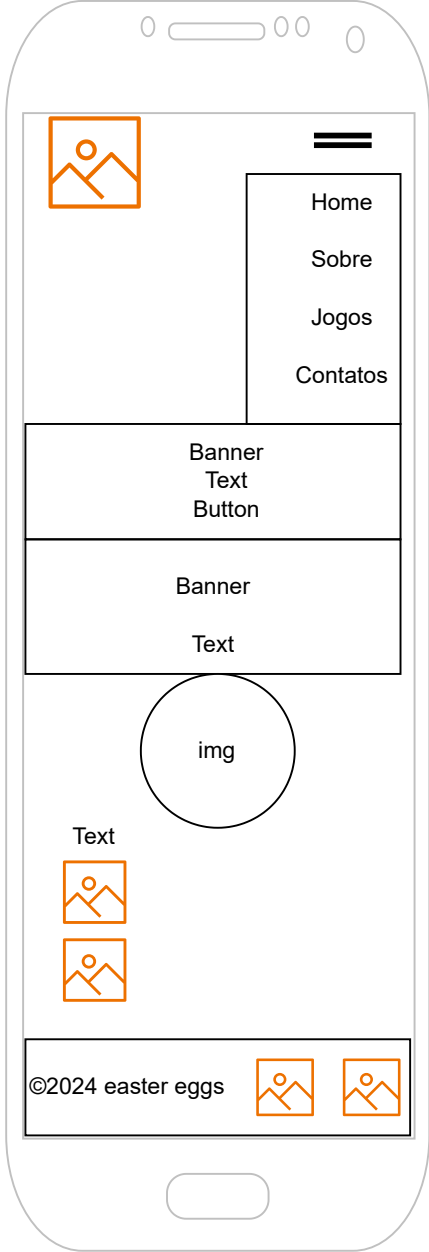 Home
Sobre
Jogos
Contatos
Banner
Text
Button
Banner
Text
img
Text
©2024 easter eggs